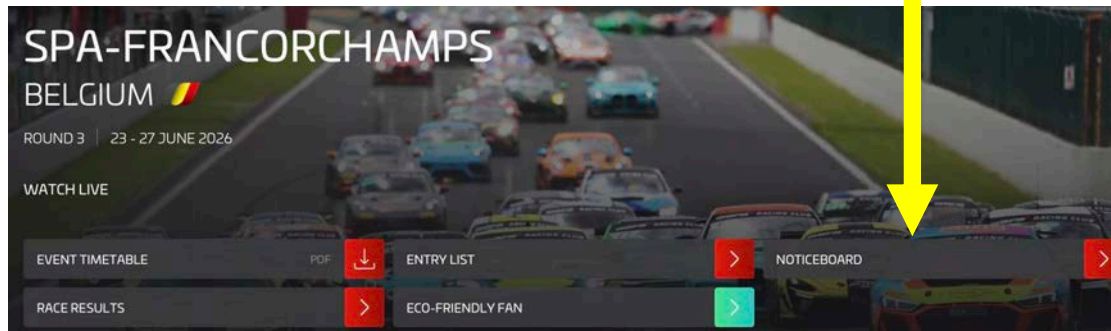 SPA-FRANCORCHAMPS
BELGIUM
ROUND 3 | 23 - 27 JUNE 2026
WATCH LIVE
EVENT TIMETABLE PDF
ENTRY LIST
NOTICEBOARD
RACE RESULTS
ECO-FRIENDLY FAN